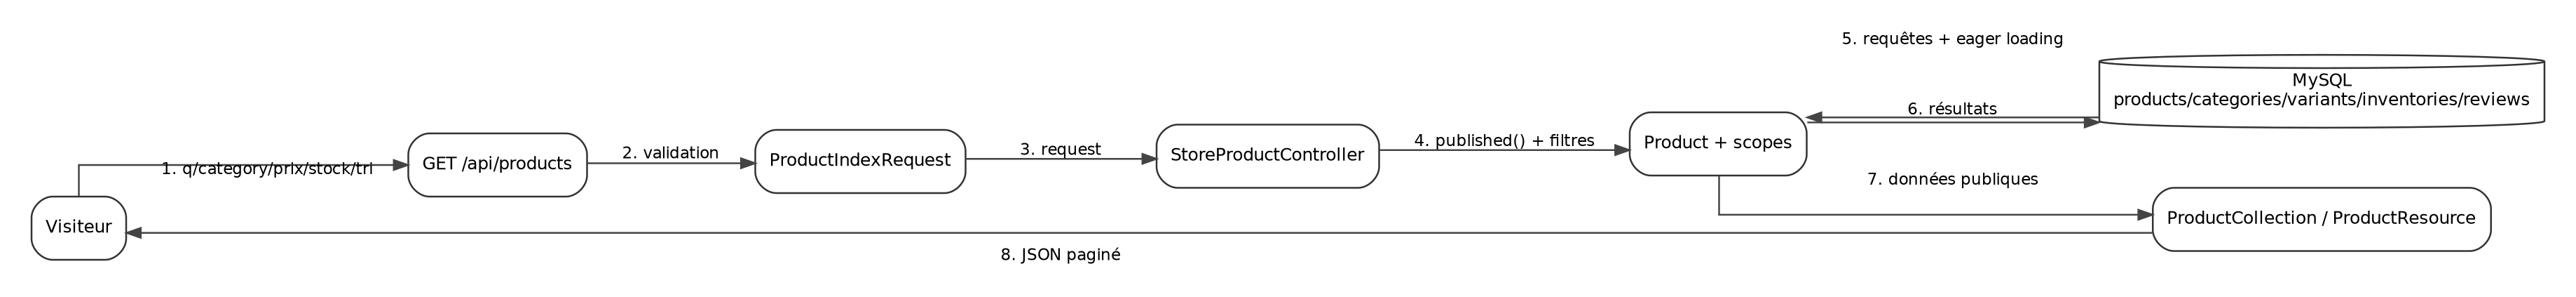 5. requêtes + eager loading
MySQL
products/categories/variants/inventories/reviews
6. résultats
1. q/category/prix/stock/tri
GET /api/products
2. validation
ProductIndexRequest
3. request
StoreProductController
4. published() + filtres
Product + scopes
7. données publiques
ProductCollection / ProductResource
Visiteur
8. JSON paginé